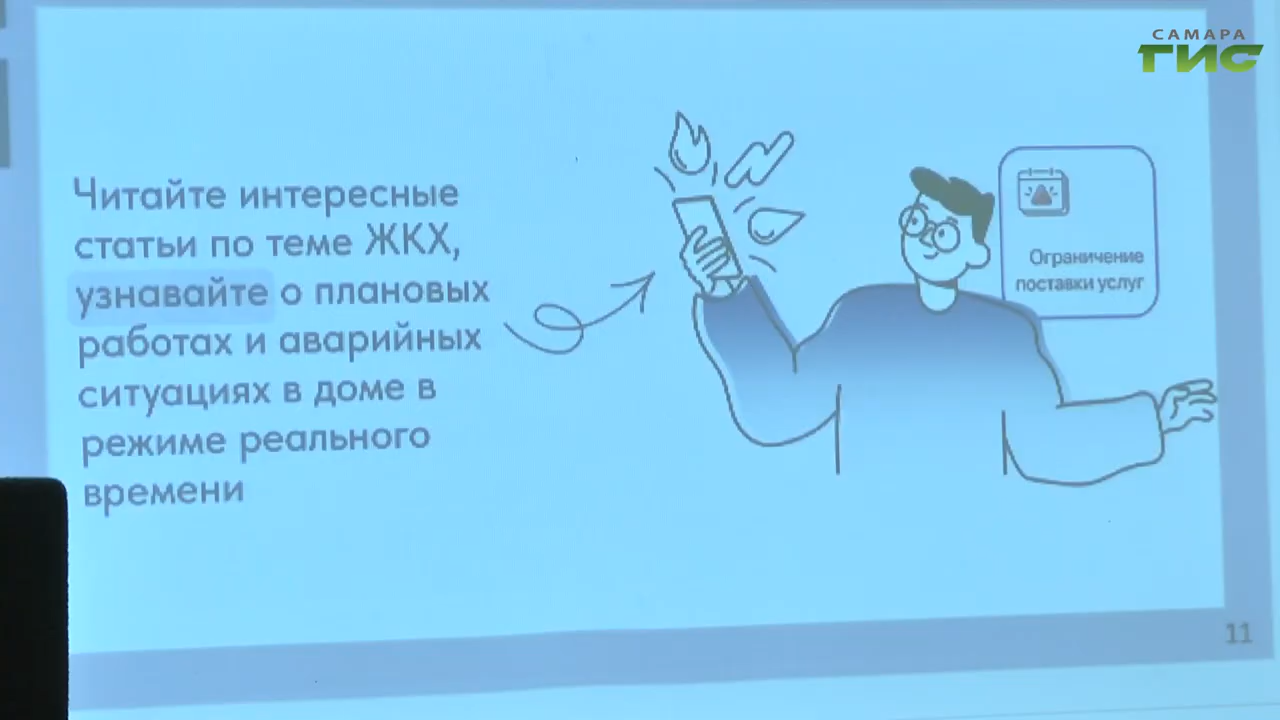 САМАРА
ГИС
Читайте интересные
статьи по теме ЖКХ,
узнавайте о плановых
работах и аварийных
ситуациях в доме в
режиме реального
времени
Ограничение
поставки услуг
11